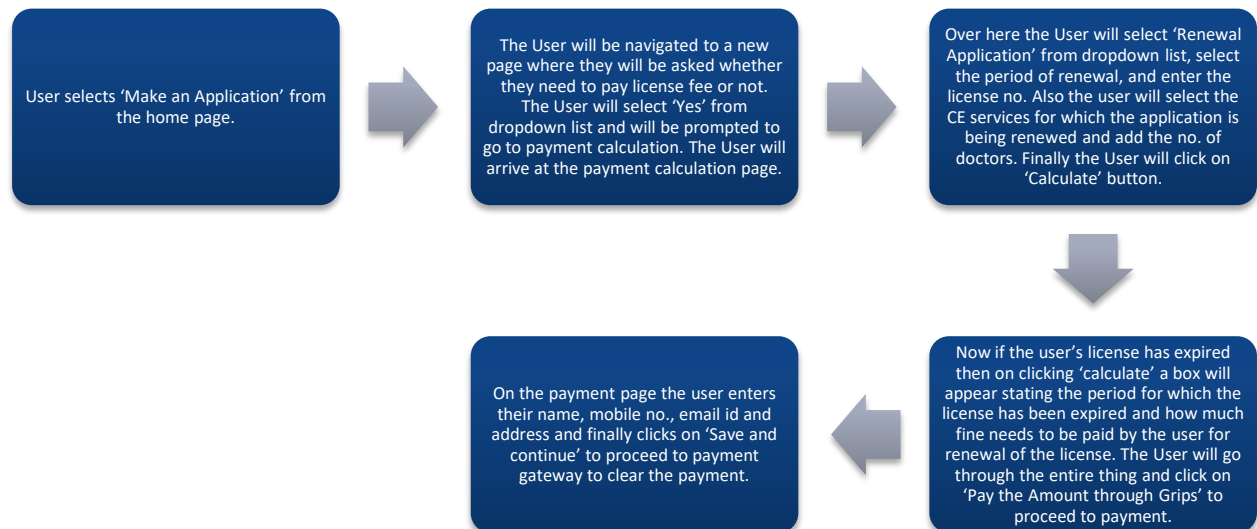 User selects ‘Make an Application’ from
the home page.
The User will be navigated to a new
page where they will be asked whether
they need to pay license fee or not.
The User will select ‘Yes’ from
dropdown list and will be prompted to
go to payment calculation. The User will
arrive at the payment calculation page.
Over here the User will select ‘Renewal
Application’ from dropdown list, select
the period of renewal, and enter the
license no. Also the user will select the
CE services for which the application is
being renewed and add the no. of
doctors. Finally the User will click on
‘Calculate’ button.
Now if the user’s license has expired
then on clicking ‘calculate’ a box will
appear stating the period for which the
license has been expired and how much
fine needs to be paid by the user for
renewal of the license. The User will go
through the entire thing and click on
‘Pay the Amount through Grips’ to
proceed to payment.
On the payment page the user enters
their name, mobile no., email id and
address and finally clicks on ‘Save and
continue’ to proceed to payment
gateway to clear the payment.